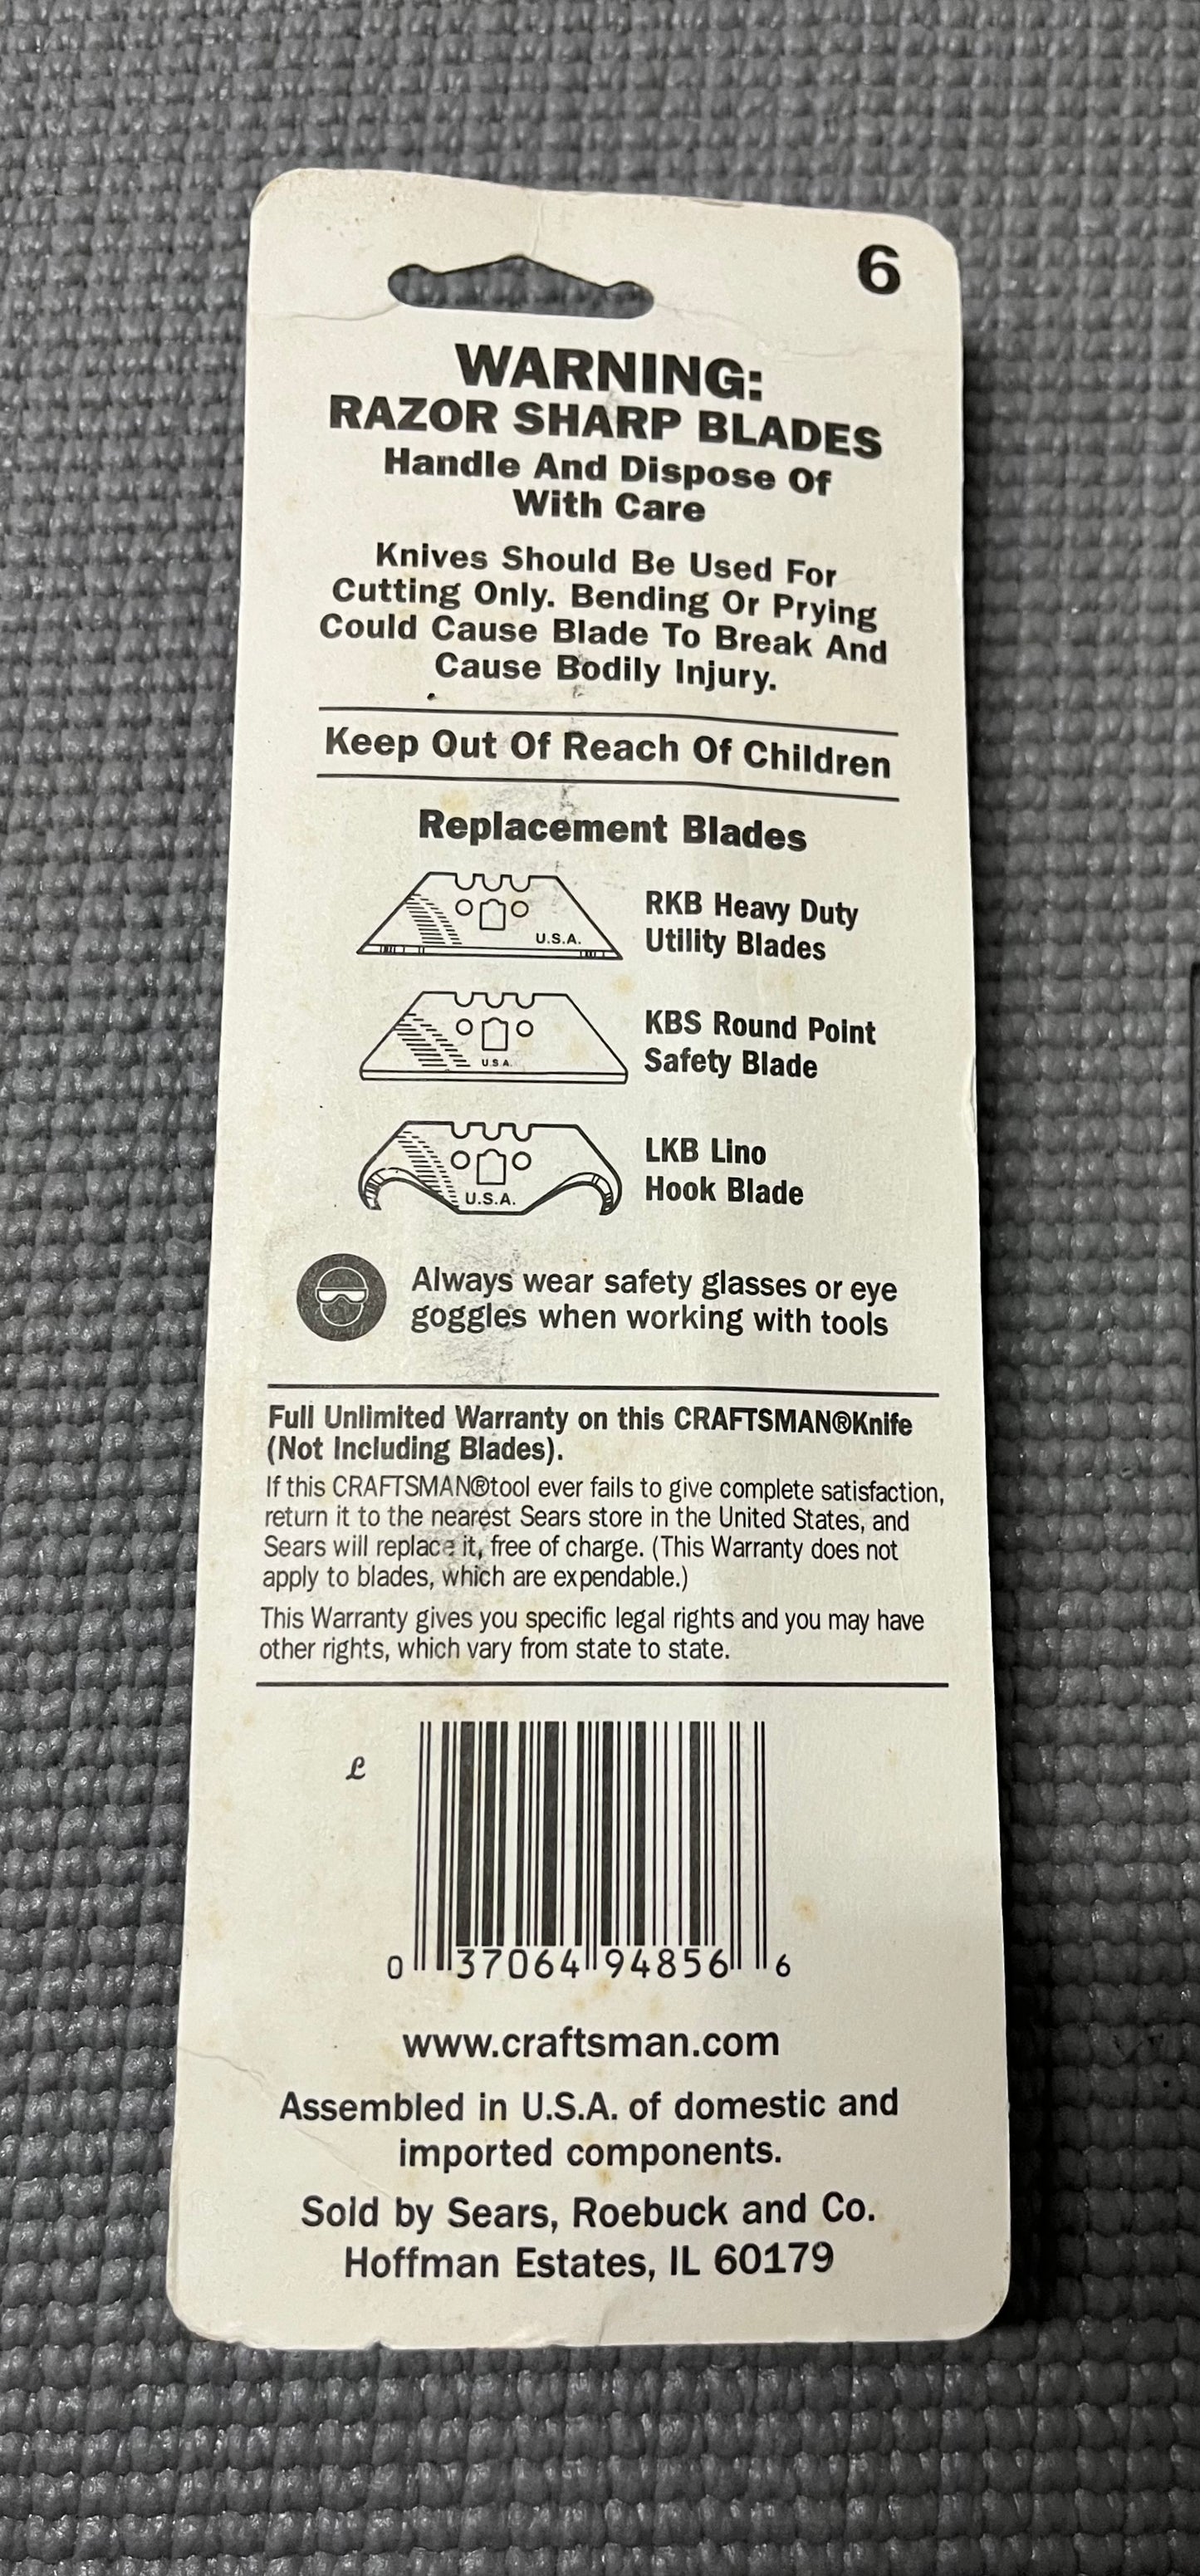 6
WARNING:
RAZOR SHARP BLADES
Handle And Dispose Of
With Care
Knives Should Be Used For
Cutting Only. Bending Or Prying
Could Cause Blade To Break And
Cause Bodily Injury.
Keep Out Of Reach Of Children
Replacement Blades
U.S.A.
RKB Heavy Duty
Utility Blades
U.S.A.
KBS Round Point
Safety Blade
U.S.A.
LKB Lino
Hook Blade
Always wear safety glasses or eye
goggles when working with tools
Full Unlimited Warranty on this CRAFTSMAN®Knife
(Not Including Blades).
If this CRAFTSMAN®tool ever fails to give complete satisfaction,
return it to the nearest Sears store in the United States, and
Sears will replace it, free of charge. (This Warranty does not
apply to blades, which are expendable.)
This Warranty gives you specific legal rights and you may have
other rights, which vary from state to state.
ℒ
0 37064 94856 6
www.craftsman.com
Assembled in U.S.A. of domestic and
imported components.
Sold by Sears, Roebuck and Co.
Hoffman Estates, IL 60179